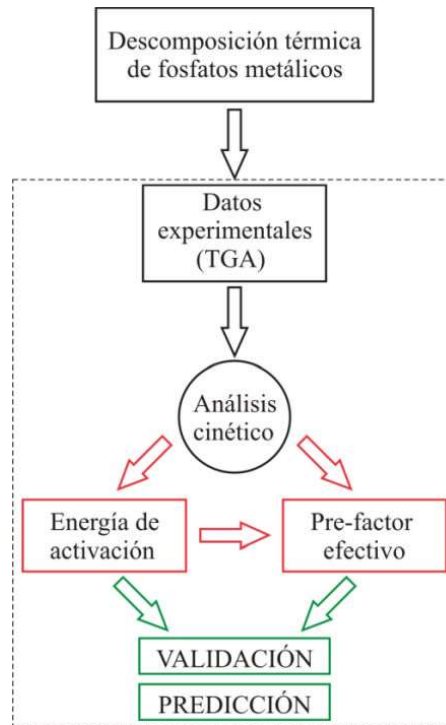 Descomposición térmica
de fosfatos metálicos
Datos
experimentales
(TGA)
Análisis
cinético
Energía de
activación
Pre-factor
efectivo
VALIDACIÓN
PREDICCIÓN